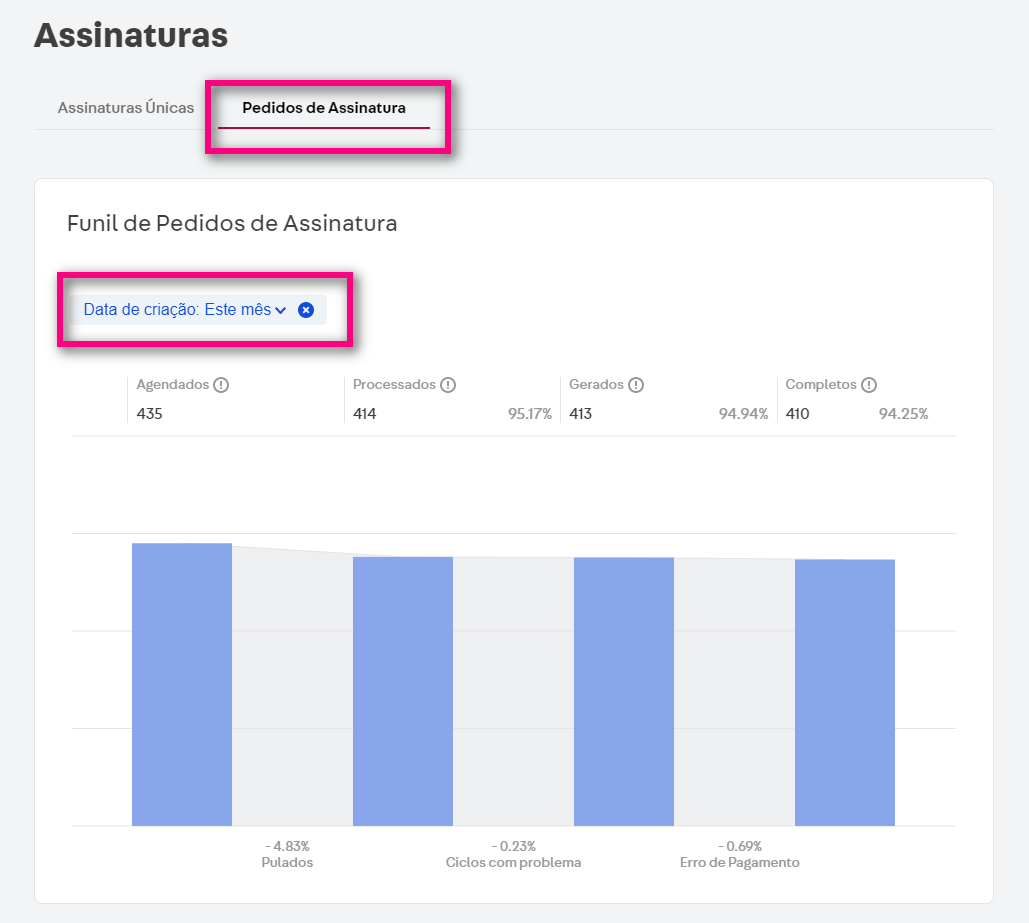 Assinaturas
Assinaturas Únicas
Pedidos de Assinatura
Funil de Pedidos de Assinatura
Data de criação: Este mês
Agendados
Processados
Gerados
Completos
435
414
95.17%
413
94.94%
410
94.25%
- 4.83%
- 0.23%
- 0.69%
Pulados
Ciclos com problema
Erro de Pagamento